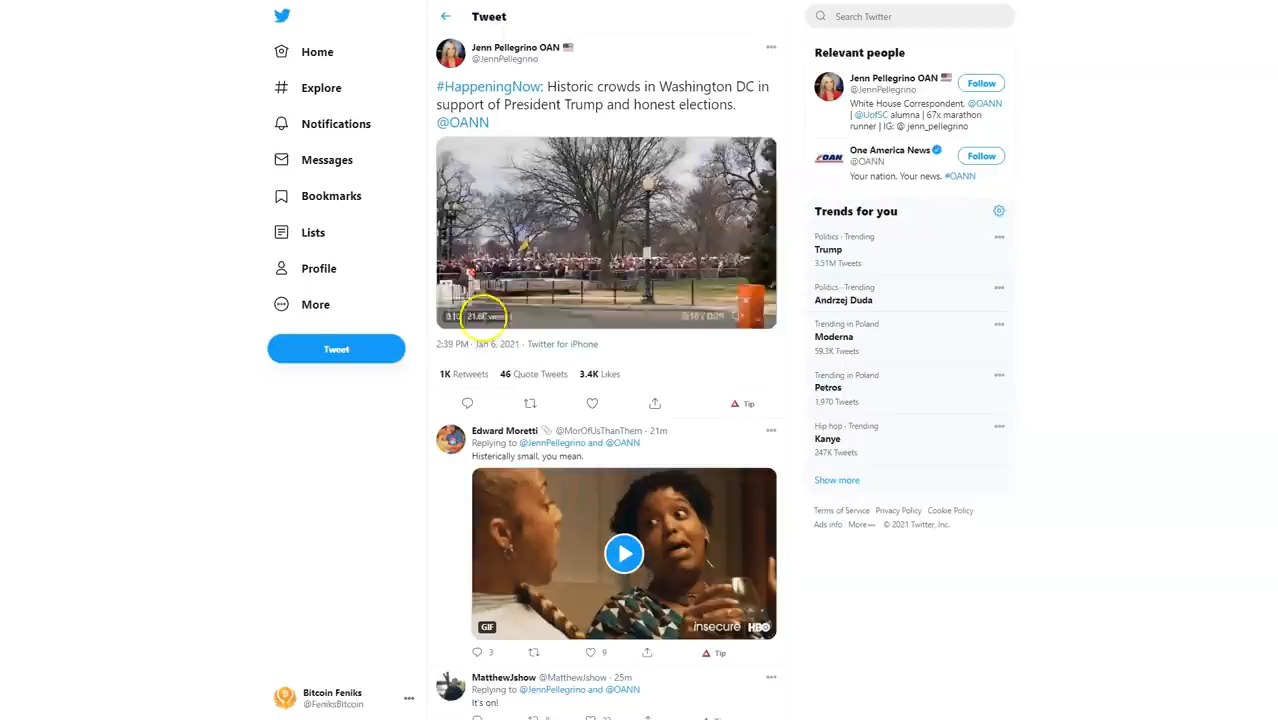 Tweet
Search Twitter
Home
Explore
Notifications
Messages
Bookmarks
Lists
Profile
More
Tweet
Bitcoin Feniks
@FeniksBitcoin
Jenn Pellegrino OAN
@JennPellegrino
#HappeningNow: Historic crowds in Washington DC in
support of President Trump and honest elections.
@OANN
2:39 PM · Jan 6, 2021 · Twitter for iPhone
1K Retweets 46 Quote Tweets 3.4K Likes
Tip
Edward Moretti @MorOfUsThanThem · 21m
Replying to @JennPellegrino and @OANN
Histerically small, you mean.
GIF
insecure HBO
3 9 Tip
MatthewJshow @MatthewJshow · 25m
Replying to @JennPellegrino and @OANN
It's on!
Relevant people
Jenn Pellegrino OAN Follow
@JennPellegrino
White House Correspondent. @OANN
| @UofSC alumna | 67x marathon
runner | IG: @ jenn_pellegrino
OAN
One America News Follow
@OANN
Your nation. Your news. #OANN
Trends for you
Politics · Trending
Trump
3.51M Tweets
Politics · Trending
Andrzej Duda
Trending in Poland
Moderna
59.3K Tweets
Trending in Poland
Petros
1,970 Tweets
Hip hop · Trending
Kanye
247K Tweets
Show more
Terms of Service Privacy Policy Cookie Policy
Ads info More © 2021 Twitter, Inc.